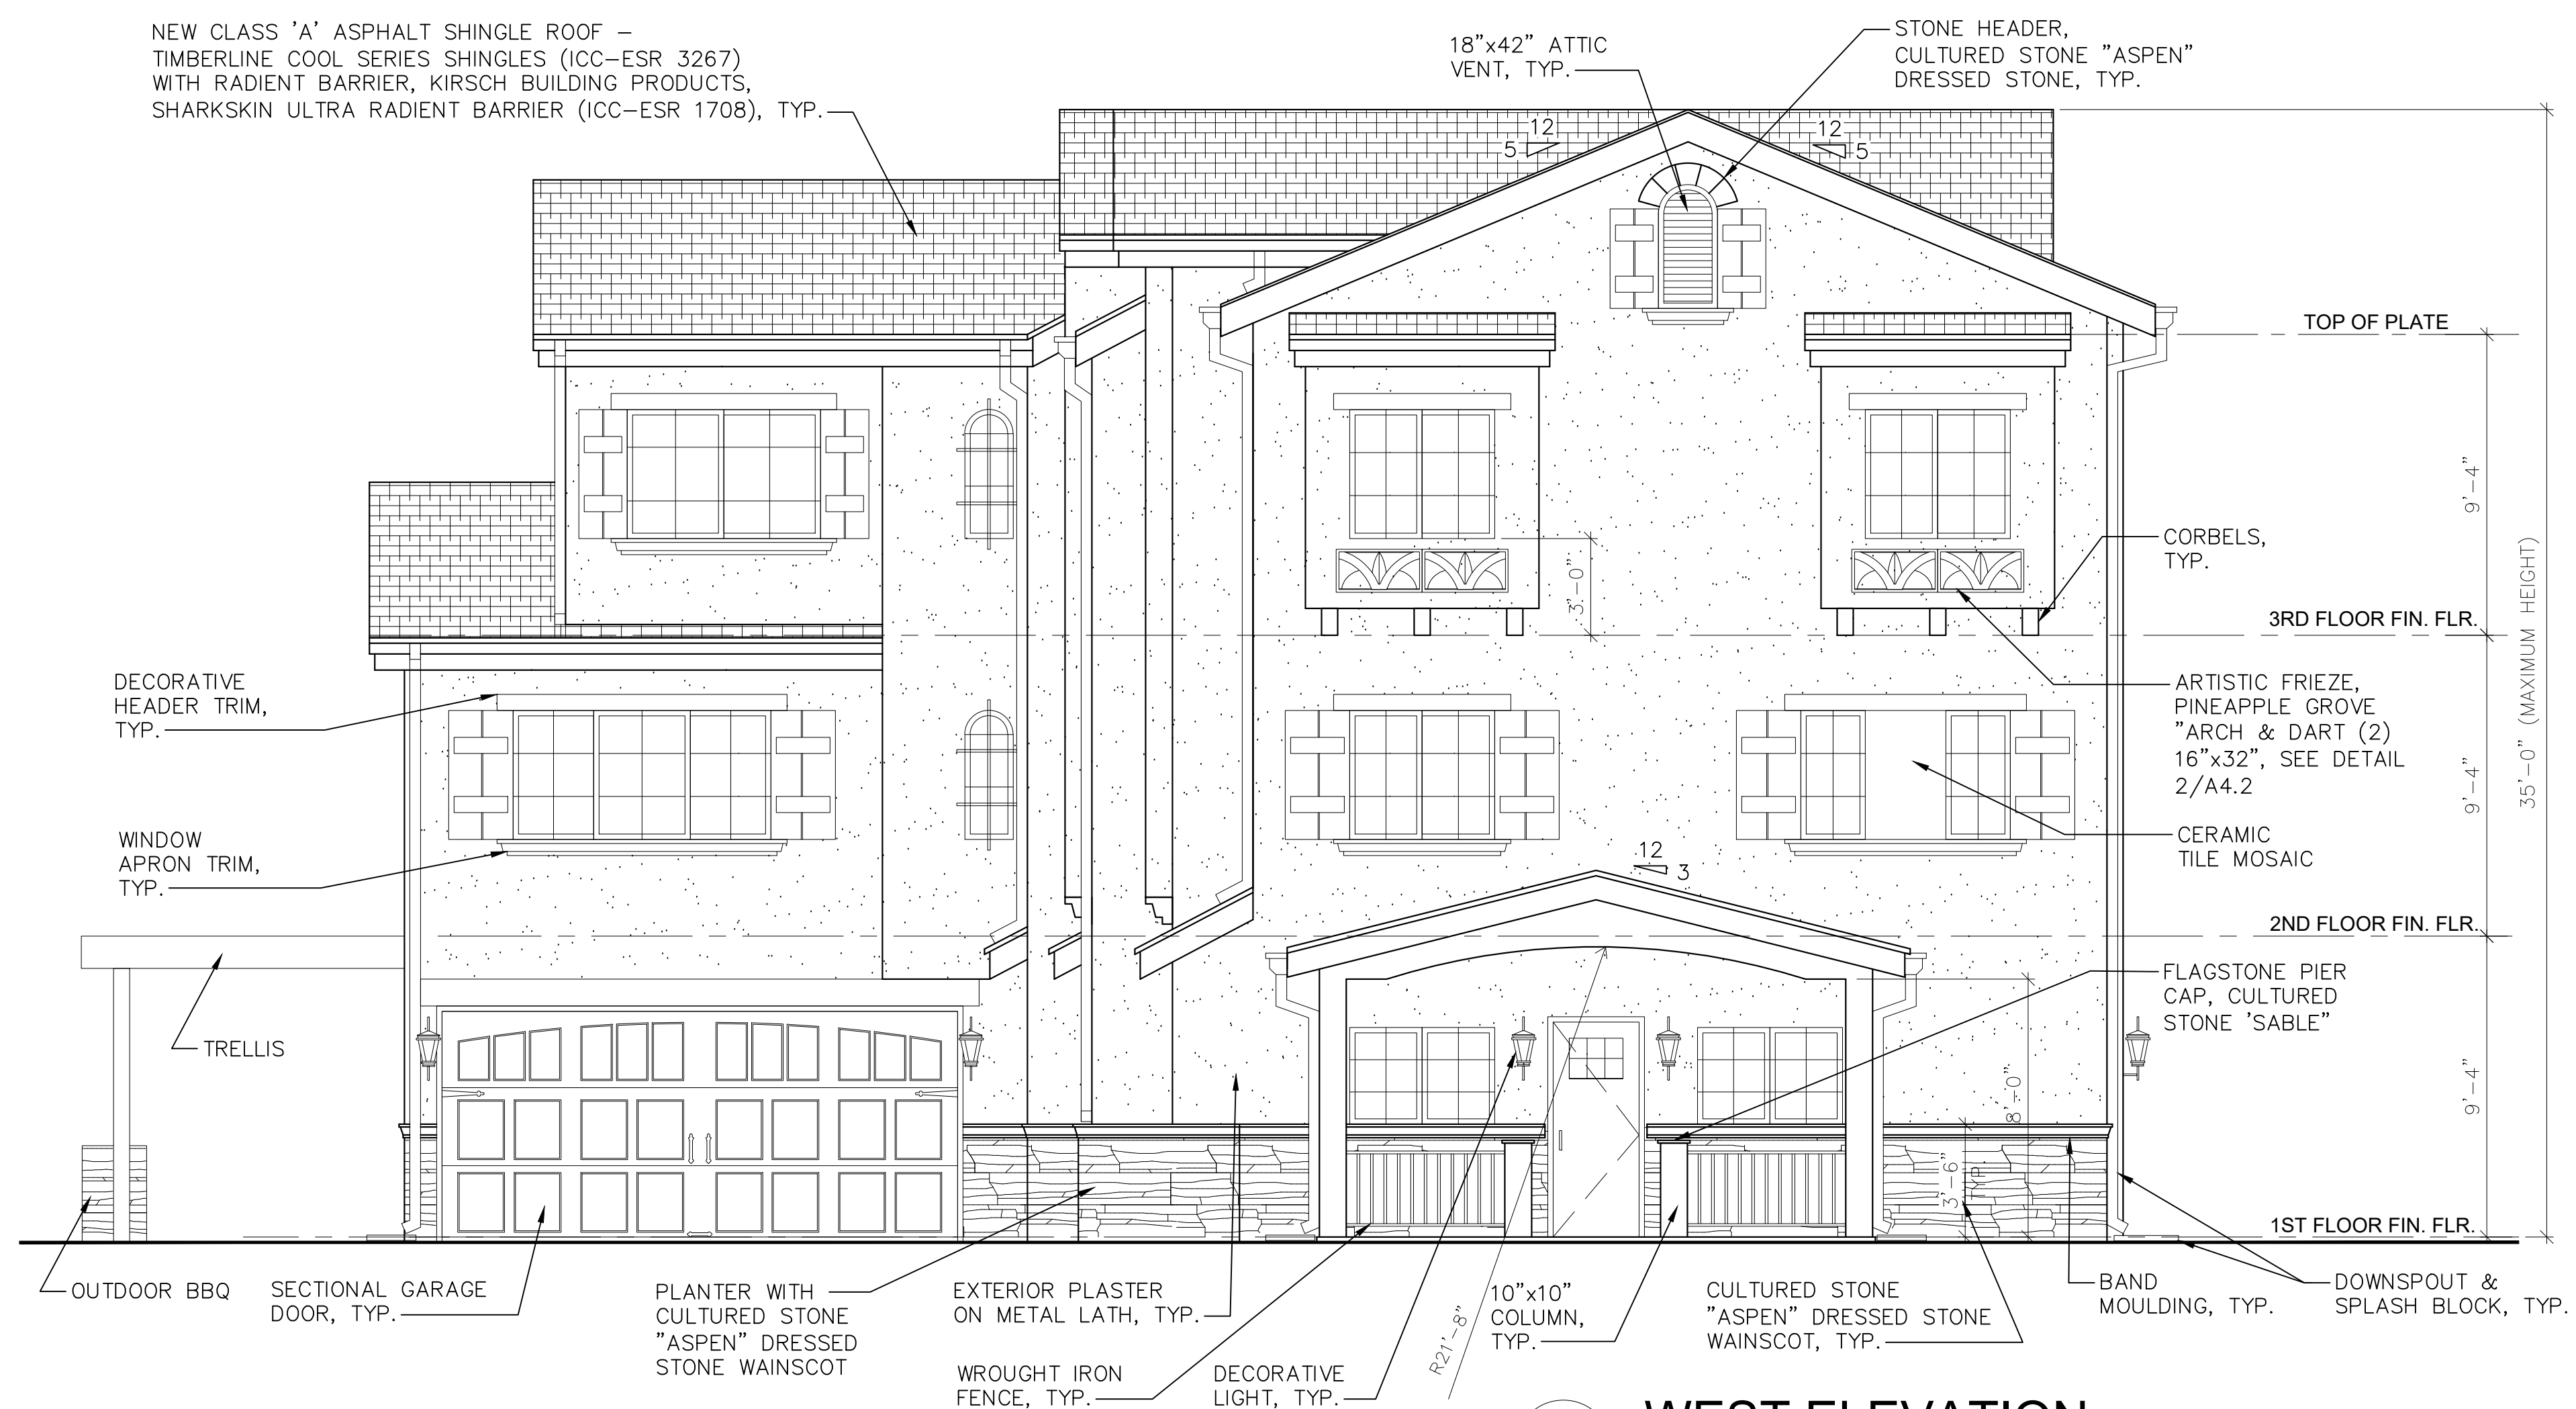 NEW CLASS 'A' ASPHALT SHINGLE ROOF –
TIMBERLINE COOL SERIES SHINGLES (ICC–ESR 3267)
WITH RADIENT BARRIER, KIRSCH BUILDING PRODUCTS,
SHARKSKIN ULTRA RADIENT BARRIER (ICC–ESR 1708), TYP.
18"x42" ATTIC
VENT, TYP.
STONE HEADER,
CULTURED STONE "ASPEN"
DRESSED STONE, TYP.
12
5
12
5
TOP OF PLATE
9'–4"
35'–0" (MAXIMUM HEIGHT)
CORBELS,
TYP.
3'–0"
3RD FLOOR FIN. FLR.
DECORATIVE
HEADER TRIM,
TYP.
ARTISTIC FRIEZE,
PINEAPPLE GROVE
"ARCH & DART (2)
16"x32", SEE DETAIL
2/A4.2
9'–4"
WINDOW
APRON TRIM,
TYP.
CERAMIC
TILE MOSAIC
12
3
2ND FLOOR FIN. FLR.
FLAGSTONE PIER
CAP, CULTURED
STONE 'SABLE"
TRELLIS
8'–0"
9'–4"
3'–6"
TYP.
1ST FLOOR FIN. FLR.
OUTDOOR BBQ
SECTIONAL GARAGE
DOOR, TYP.
PLANTER WITH
CULTURED STONE
"ASPEN" DRESSED
STONE WAINSCOT
EXTERIOR PLASTER
ON METAL LATH, TYP.
WROUGHT IRON
FENCE, TYP.
DECORATIVE
LIGHT, TYP.
R21'–8"
10"x10"
COLUMN,
TYP.
CULTURED STONE
"ASPEN" DRESSED STONE
WAINSCOT, TYP.
BAND
MOULDING, TYP.
DOWNSPOUT &
SPLASH BLOCK, TYP.
WEST ELEVATION